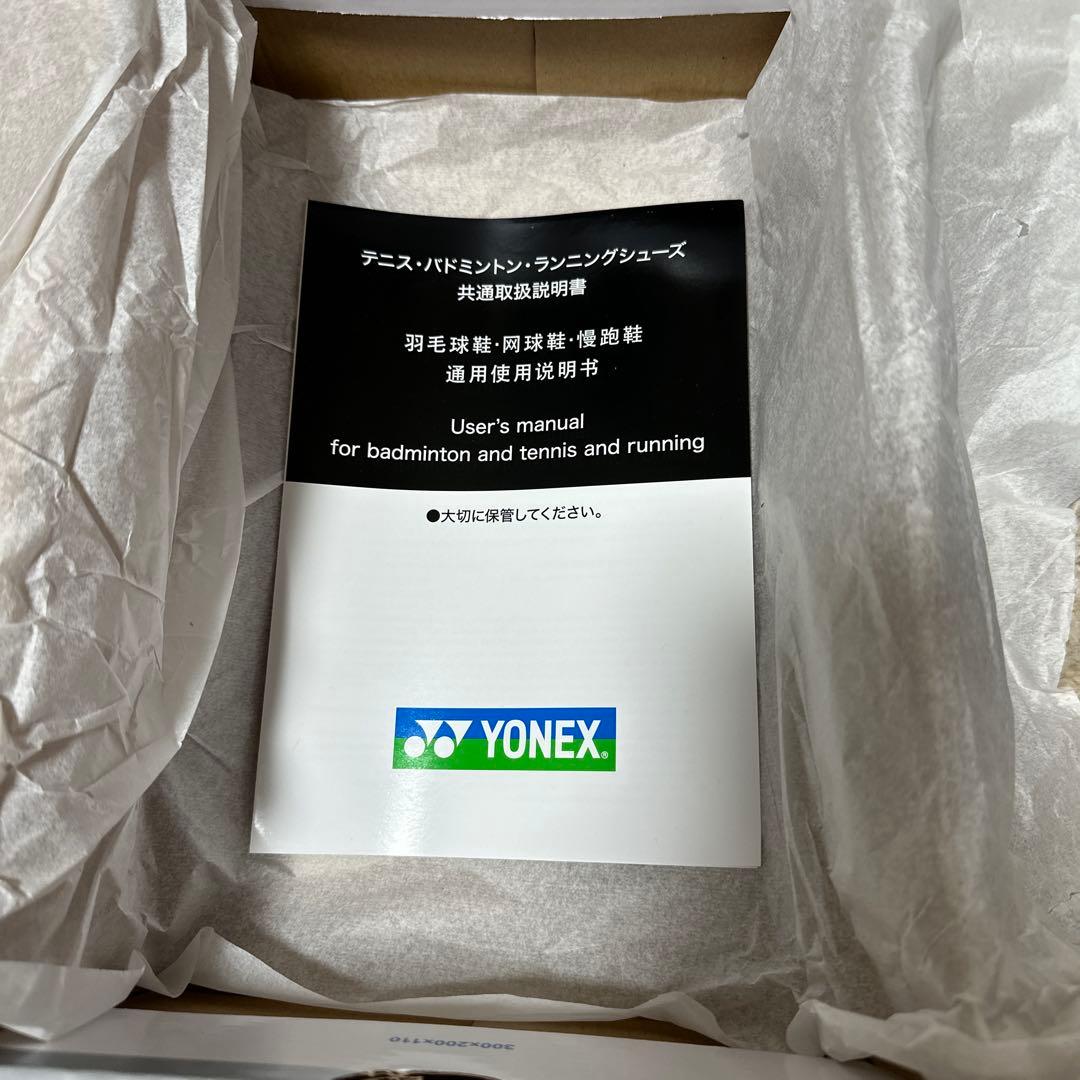 テニス・バドミントン・ランニングシューズ
共通取扱説明書
羽毛球鞋·网球鞋·慢跑鞋
通用使用说明书
User's manual
for badminton and tennis and running
●大切に保管してください。
YONEX®
300x200x110